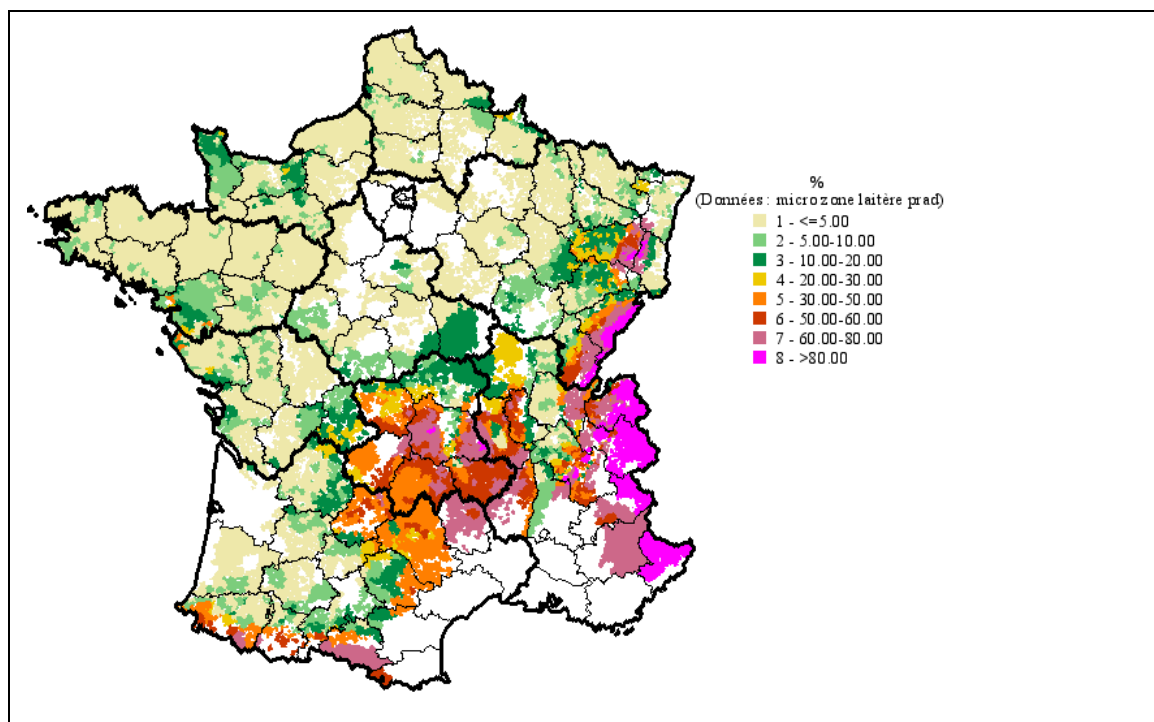 %
(Données : microzone laitère prad)
1 - <=5.00
2 - 5.00-10.00
3 - 10.00-20.00
4 - 20.00-30.00
5 - 30.00-50.00
6 - 50.00-60.00
7 - 60.00-80.00
8 - >80.00